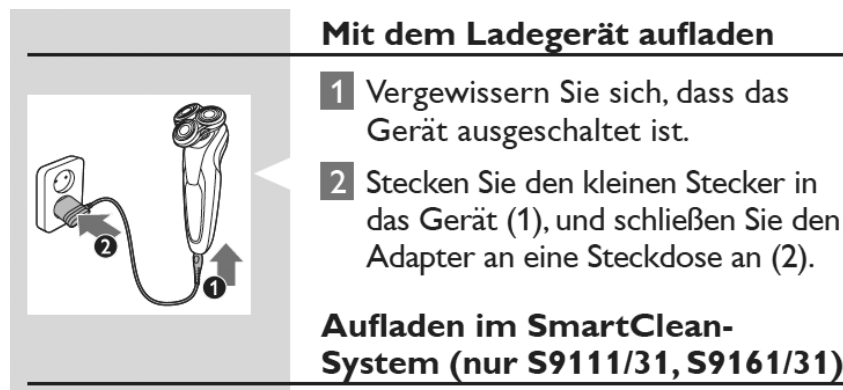 Mit dem Ladegerät aufladen
1 Vergewissern Sie sich, dass das
Gerät ausgeschaltet ist.
2 Stecken Sie den kleinen Stecker in
das Gerät (1), und schließen Sie den
Adapter an eine Steckdose an (2).
2
1
Aufladen im SmartClean-
System (nur S9111/31, S9161/31)